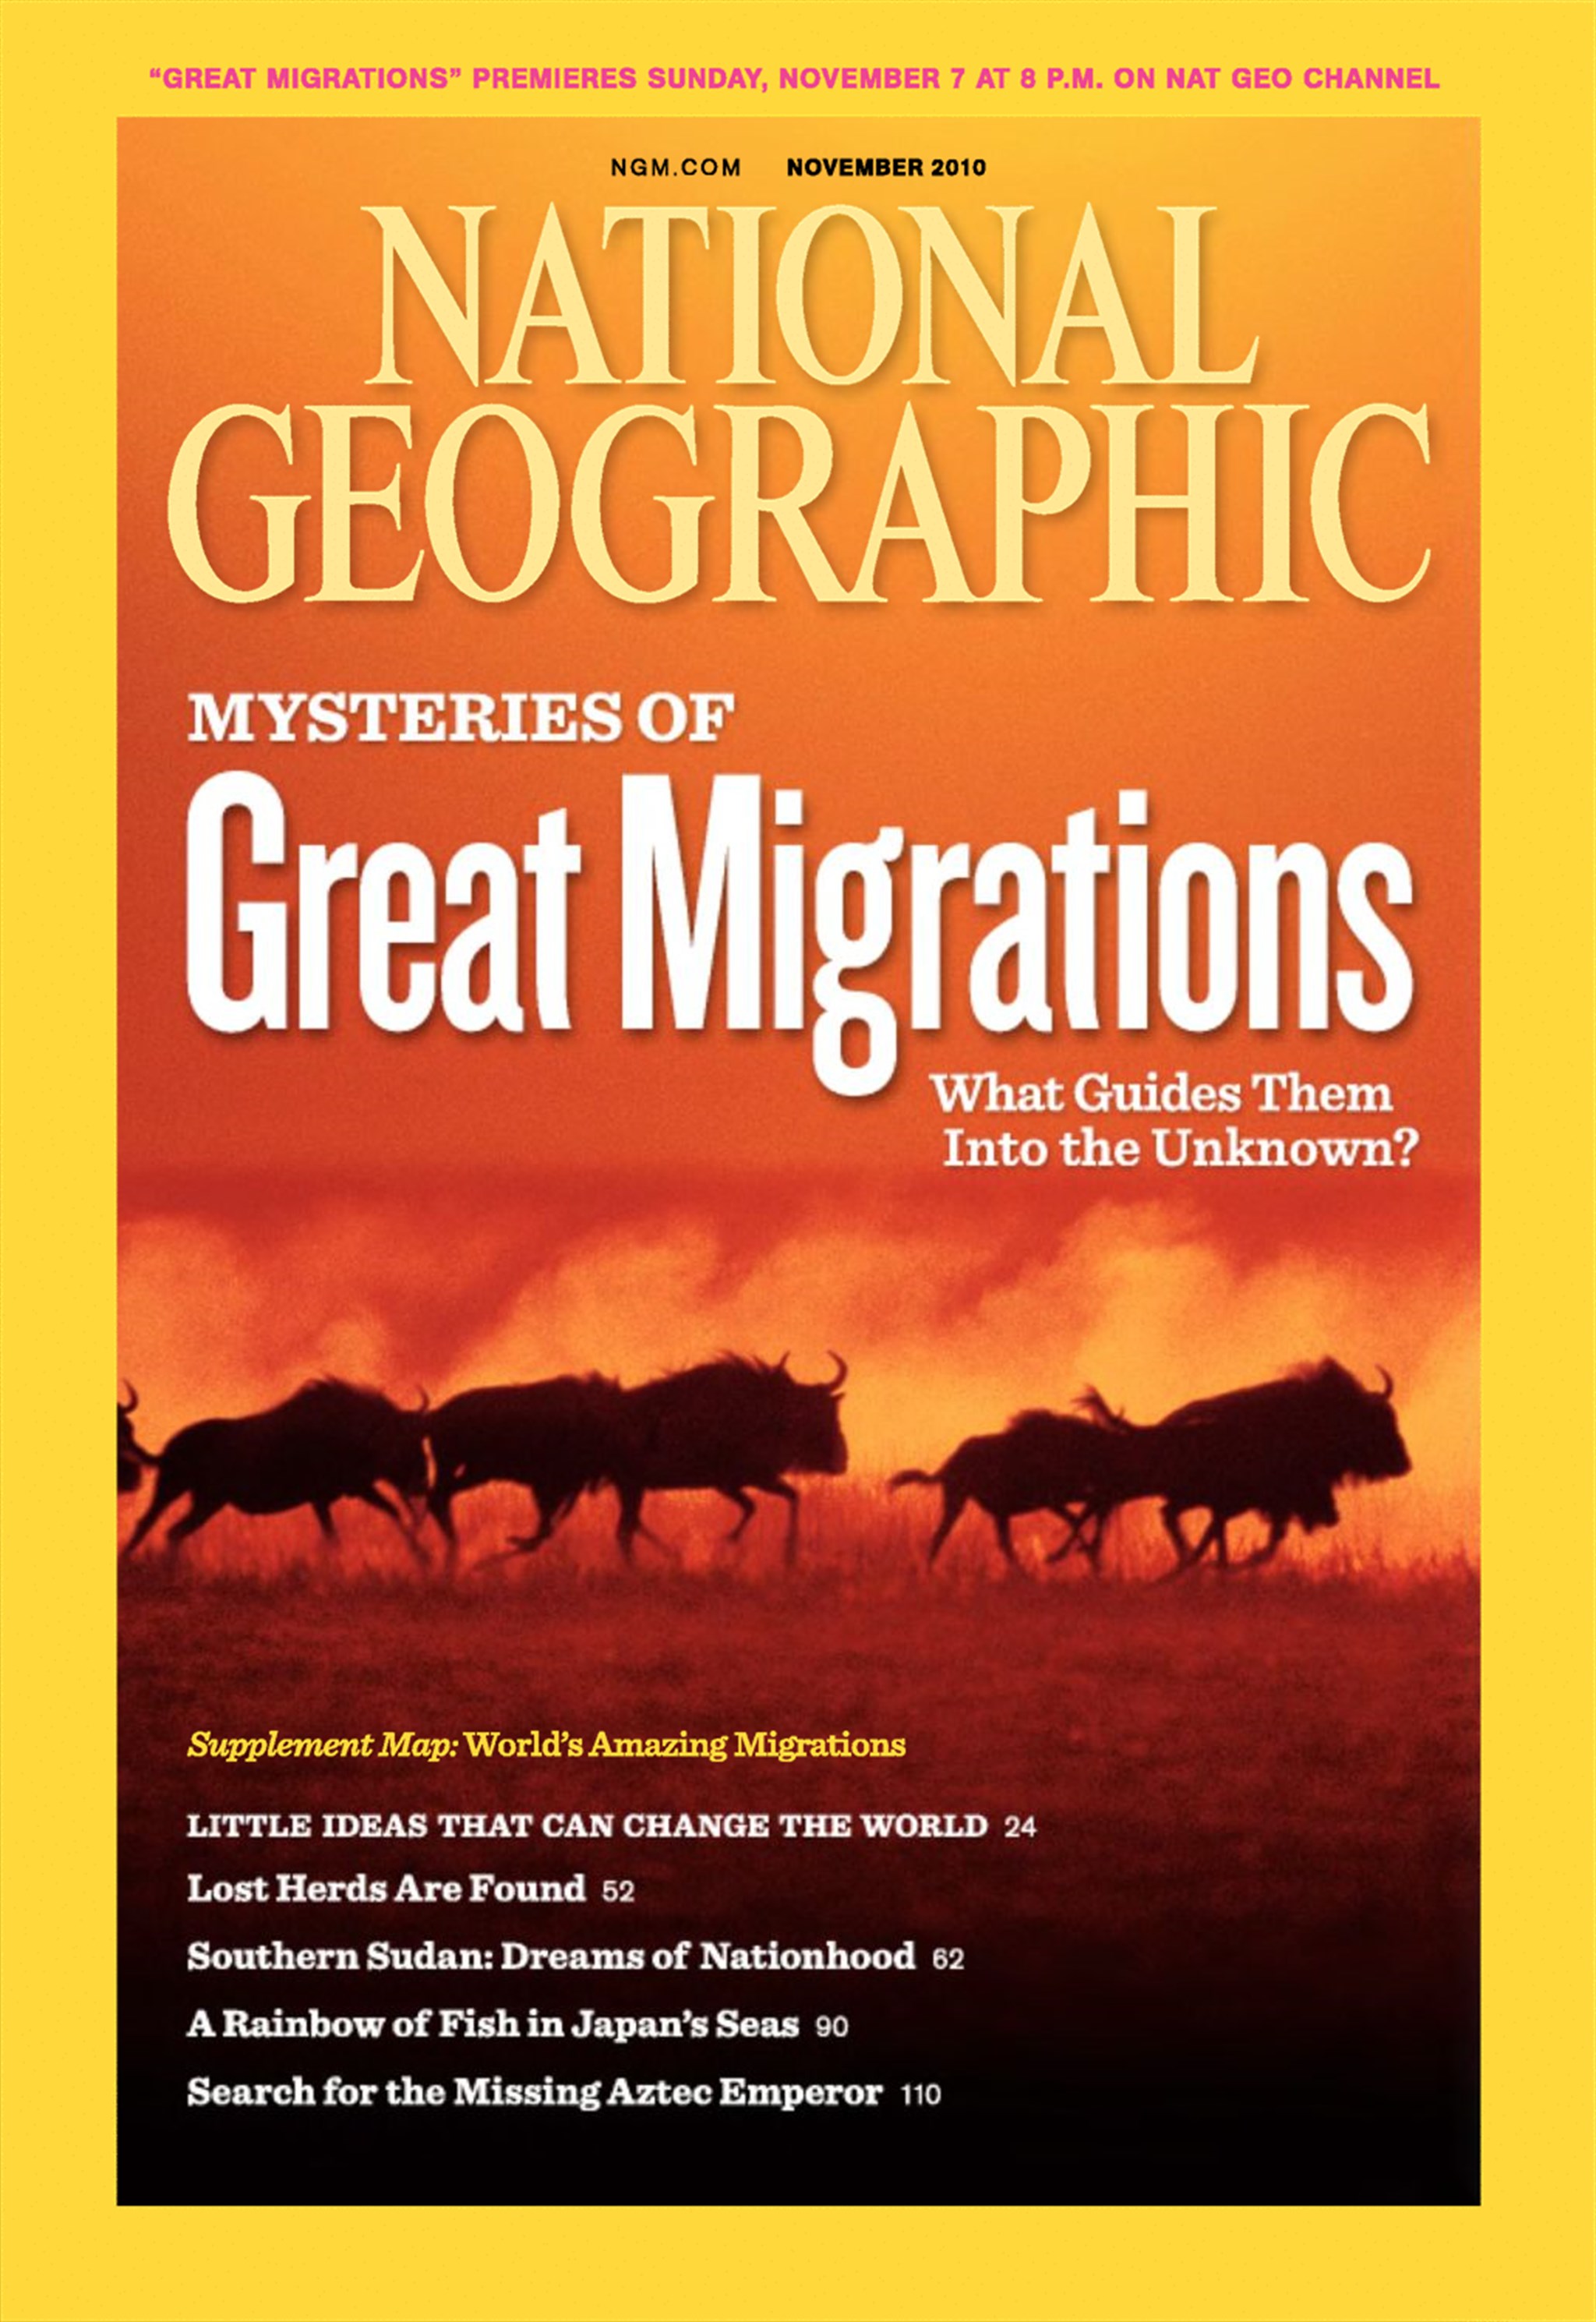 “GREAT MIGRATIONS” PREMIERES SUNDAY, NOVEMBER 7 AT 8 P.M. ON NAT GEO CHANNEL
NGM.COM NOVEMBER 2010
NATIONAL
GEOGRAPHIC
MYSTERIES OF
Great Migrations
What Guides Them
Into the Unknown?
Supplement Map: World’s Amazing Migrations
LITTLE IDEAS THAT CAN CHANGE THE WORLD 24
Lost Herds Are Found 52
Southern Sudan: Dreams of Nationhood 62
A Rainbow of Fish in Japan’s Seas 90
Search for the Missing Aztec Emperor 110